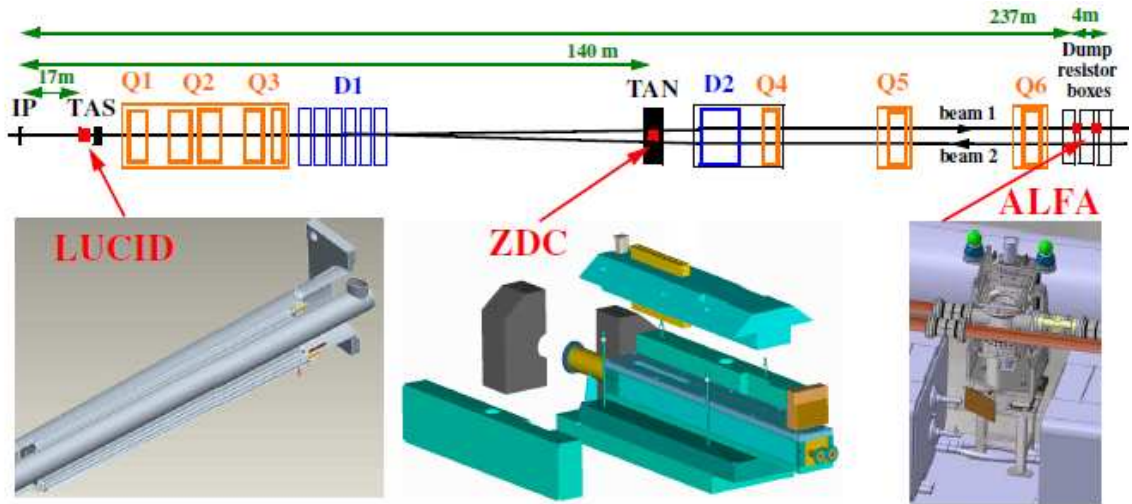 237m
4m
140 m
Dump
resistor
boxes
17m
Q1
Q2
Q3
D1
TAN
D2
Q4
Q5
Q6
IP
TAS
beam 1
beam 2
LUCID
ZDC
ALFA